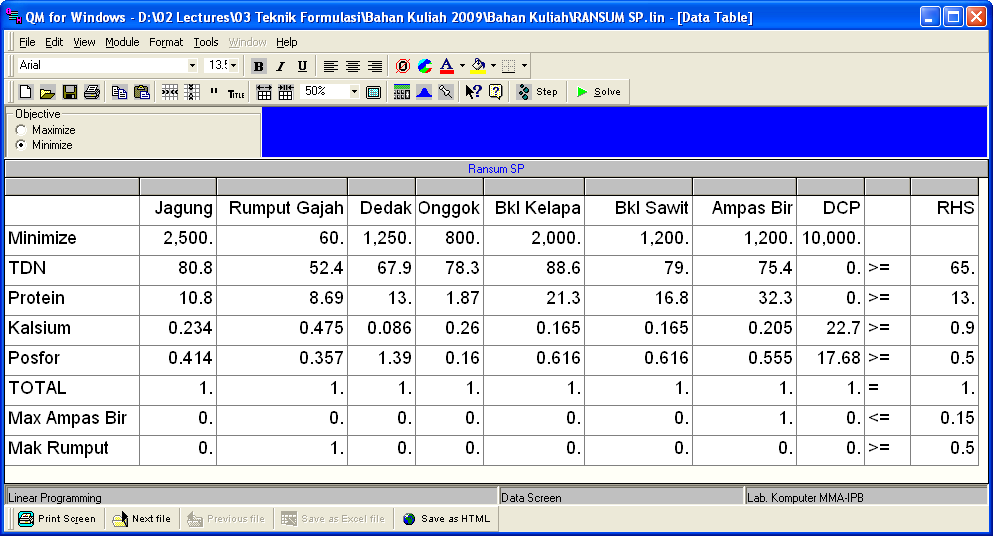 QM for Windows - D:\02 Lectures\03 Teknik Formulasi\Bahan Kuliah 2009\Bahan Kuliah\RANSUM SP.lin - [Data Table]
File Edit View Module Format Tools Window Help
Arial 13.5 B I U A
" TITLE 50% Step Solve
Objective
Maximize
Minimize
Ransum SP
Jagung Rumput Gajah Dedak Onggok Bkl Kelapa Bkl Sawit Ampas Bir DCP RHS
Minimize 2,500. 60. 1,250. 800. 2,000. 1,200. 1,200. 10,000.
TDN 80.8 52.4 67.9 78.3 88.6 79. 75.4 0. >= 65.
Protein 10.8 8.69 13. 1.87 21.3 16.8 32.3 0. >= 13.
Kalsium 0.234 0.475 0.086 0.26 0.165 0.165 0.205 22.7 >= 0.9
Posfor 0.414 0.357 1.39 0.16 0.616 0.616 0.555 17.68 >= 0.5
TOTAL 1. 1. 1. 1. 1. 1. 1. 1. = 1.
Max Ampas Bir 0. 0. 0. 0. 0. 0. 1. 0. <= 0.15
Mak Rumput 0. 1. 0. 0. 0. 0. 0. 0. >= 0.5
Linear Programming Data Screen Lab. Komputer MMA-IPB
Print Screen Next file Previous file Save as Excel file Save as HTML